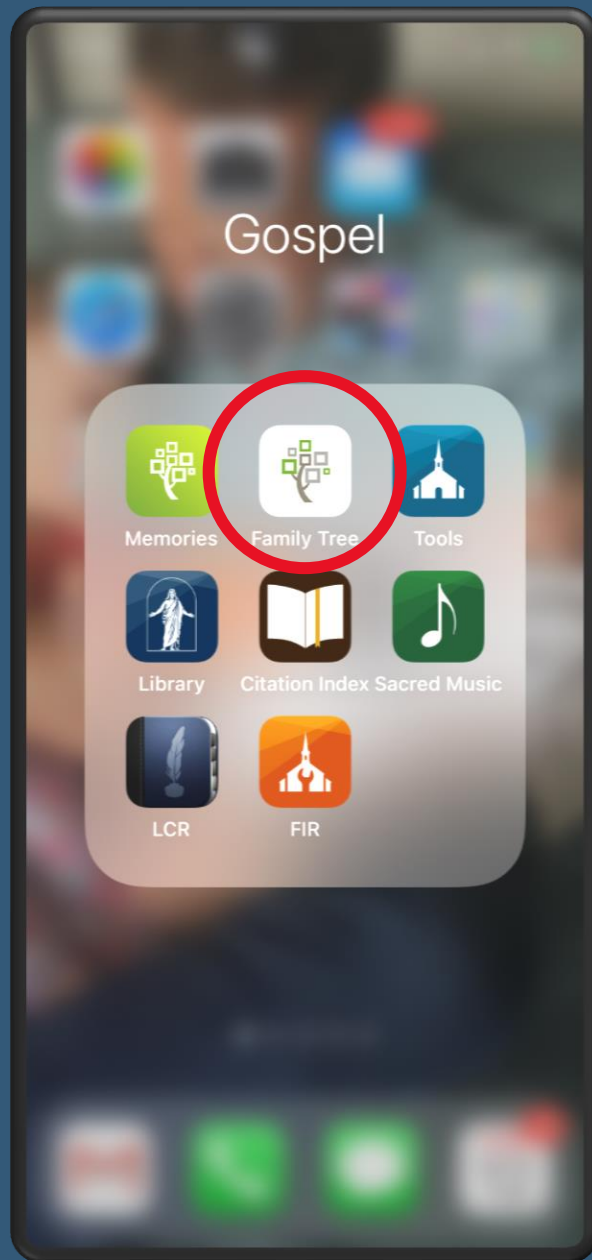 Gospel
Memories Family Tree Tools
Library Citation Index Sacred Music
LCR FIR